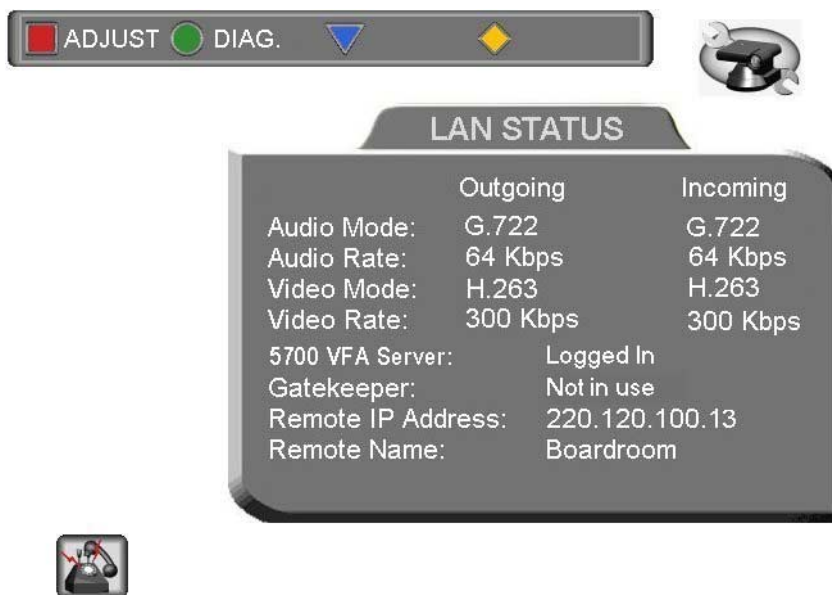 ADJUST DIAG.
LAN STATUS
Outgoing Incoming
Audio Mode: G.722 G.722
Audio Rate: 64 Kbps 64 Kbps
Video Mode: H.263 H.263
Video Rate: 300 Kbps 300 Kbps
5700 VFA Server: Logged In
Gatekeeper: Not in use
Remote IP Address: 220.120.100.13
Remote Name: Boardroom